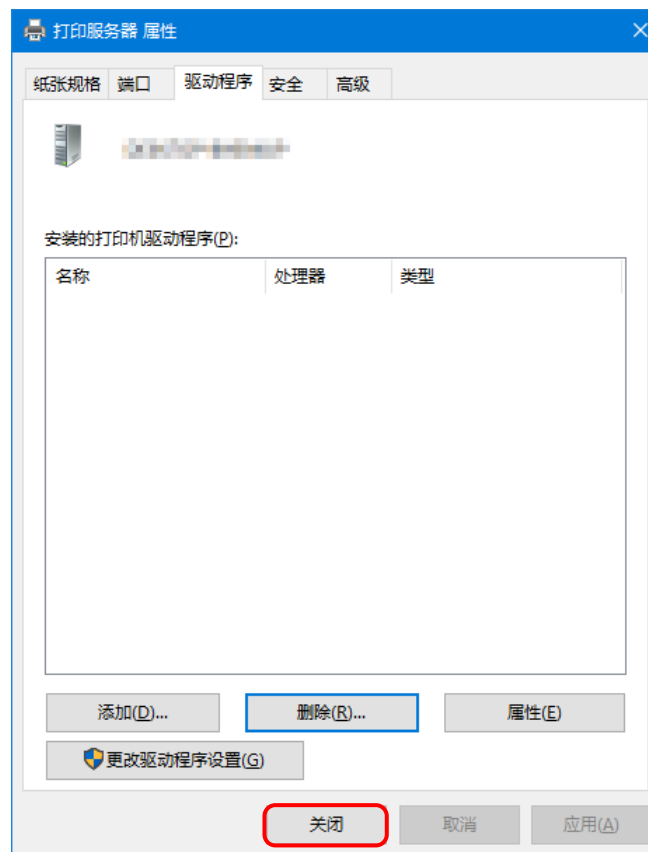 打印服务器 属性
纸张规格 端口 驱动程序 安全 高级
安装的打印机驱动程序(P):
名称 处理器 类型
添加(D)... 删除(R)... 属性(E)
更改驱动程序设置(G)
关闭 取消 应用(A)